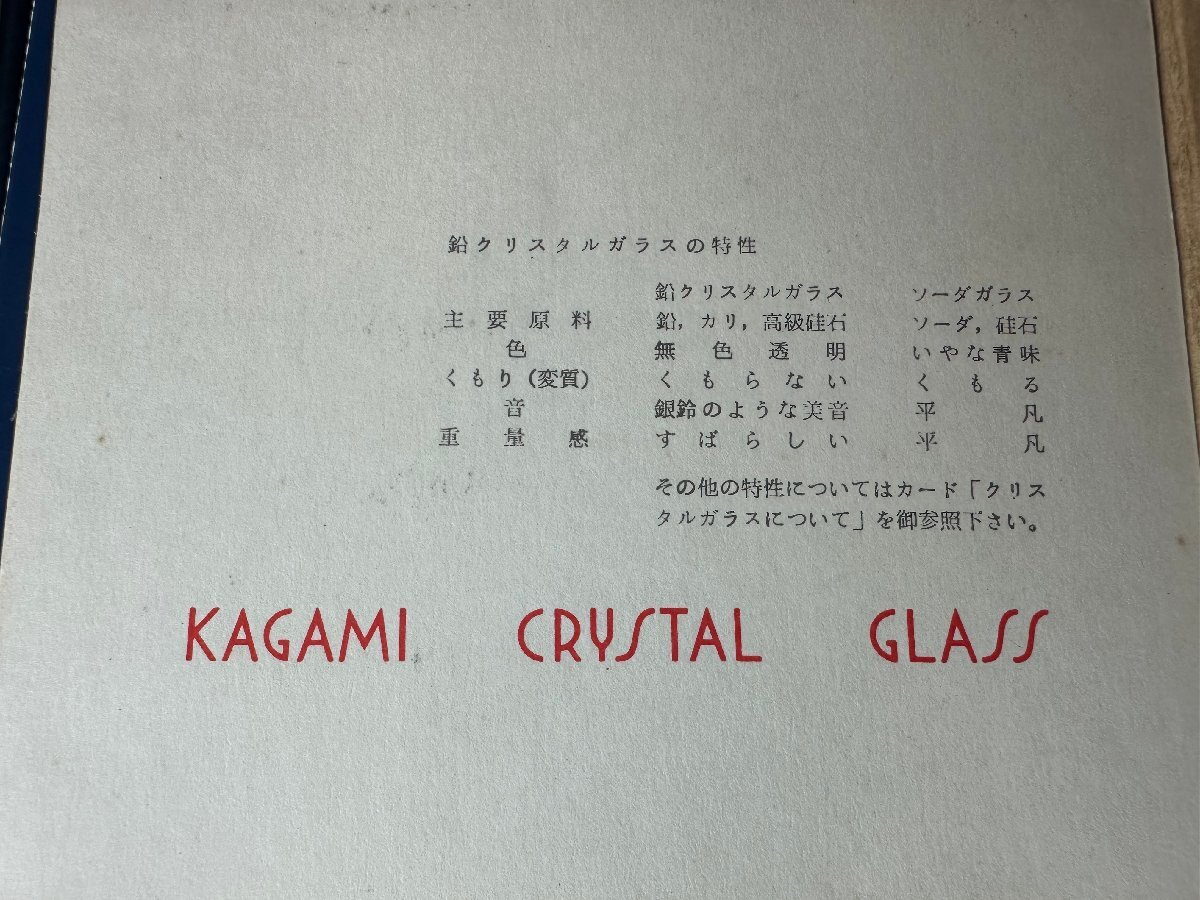 鉛クリスタルガラスの特性
鉛クリスタルガラス ソーダガラス
主要原料 鉛，カリ，高級硅石 ソーダ，硅石
色 無色透明 いやな青味
くもり(変質) くもらない くもる
音 銀鈴のような美音 平凡
重量感 すばらしい 平凡
その他の特性についてはカード「クリス
タルガラスについて」を御参照下さい。
KAGAMI CRYSTAL GLASS